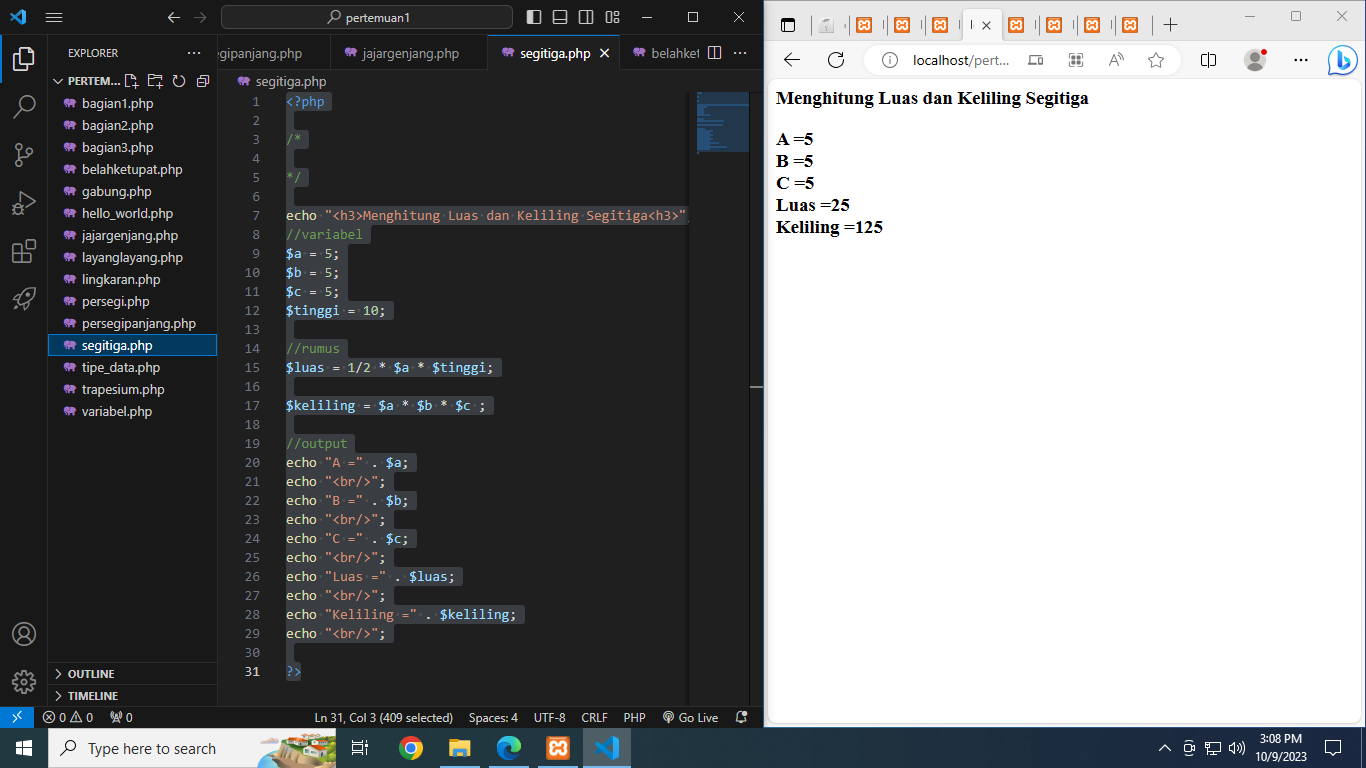 pertemuan1
EXPLORER
PERTEM...
bagian1.php
bagian2.php
bagian3.php
belahketupat.php
gabung.php
hello_world.php
jajargenjang.php
layanglayang.php
lingkaran.php
persegi.php
persegipanjang.php
segitiga.php
tipe_data.php
trapesium.php
variabel.php
OUTLINE
TIMELINE
egipanjang.php
jajargenjang.php
segitiga.php
belahket
segitiga.php
1 <?php
2
3 /*
4
5 */
6
7 echo "<h3>Menghitung Luas dan Keliling Segitiga<h3>"
8 //variabel
9 $a = 5;
10 $b = 5;
11 $c = 5;
12 $tinggi = 10;
13
14 //rumus
15 $luas = 1/2 * $a * $tinggi;
16
17 $keliling = $a * $b * $c ;
18
19 //output
20 echo "A =" . $a;
21 echo "<br/>";
22 echo "B =" . $b;
23 echo "<br/>";
24 echo "C =" . $c;
25 echo "<br/>";
26 echo "Luas =" . $luas;
27 echo "<br/>";
28 echo "Keliling =" . $keliling;
29 echo "<br/>";
30
31 ?>
0 0 0
Ln 31, Col 3 (409 selected)
Spaces: 4
UTF-8
CRLF
PHP
Go Live
localhost/pert...
Menghitung Luas dan Keliling Segitiga
A =5
B =5
C =5
Luas =25
Keliling =125
Type here to search
3:08 PM
10/9/2023